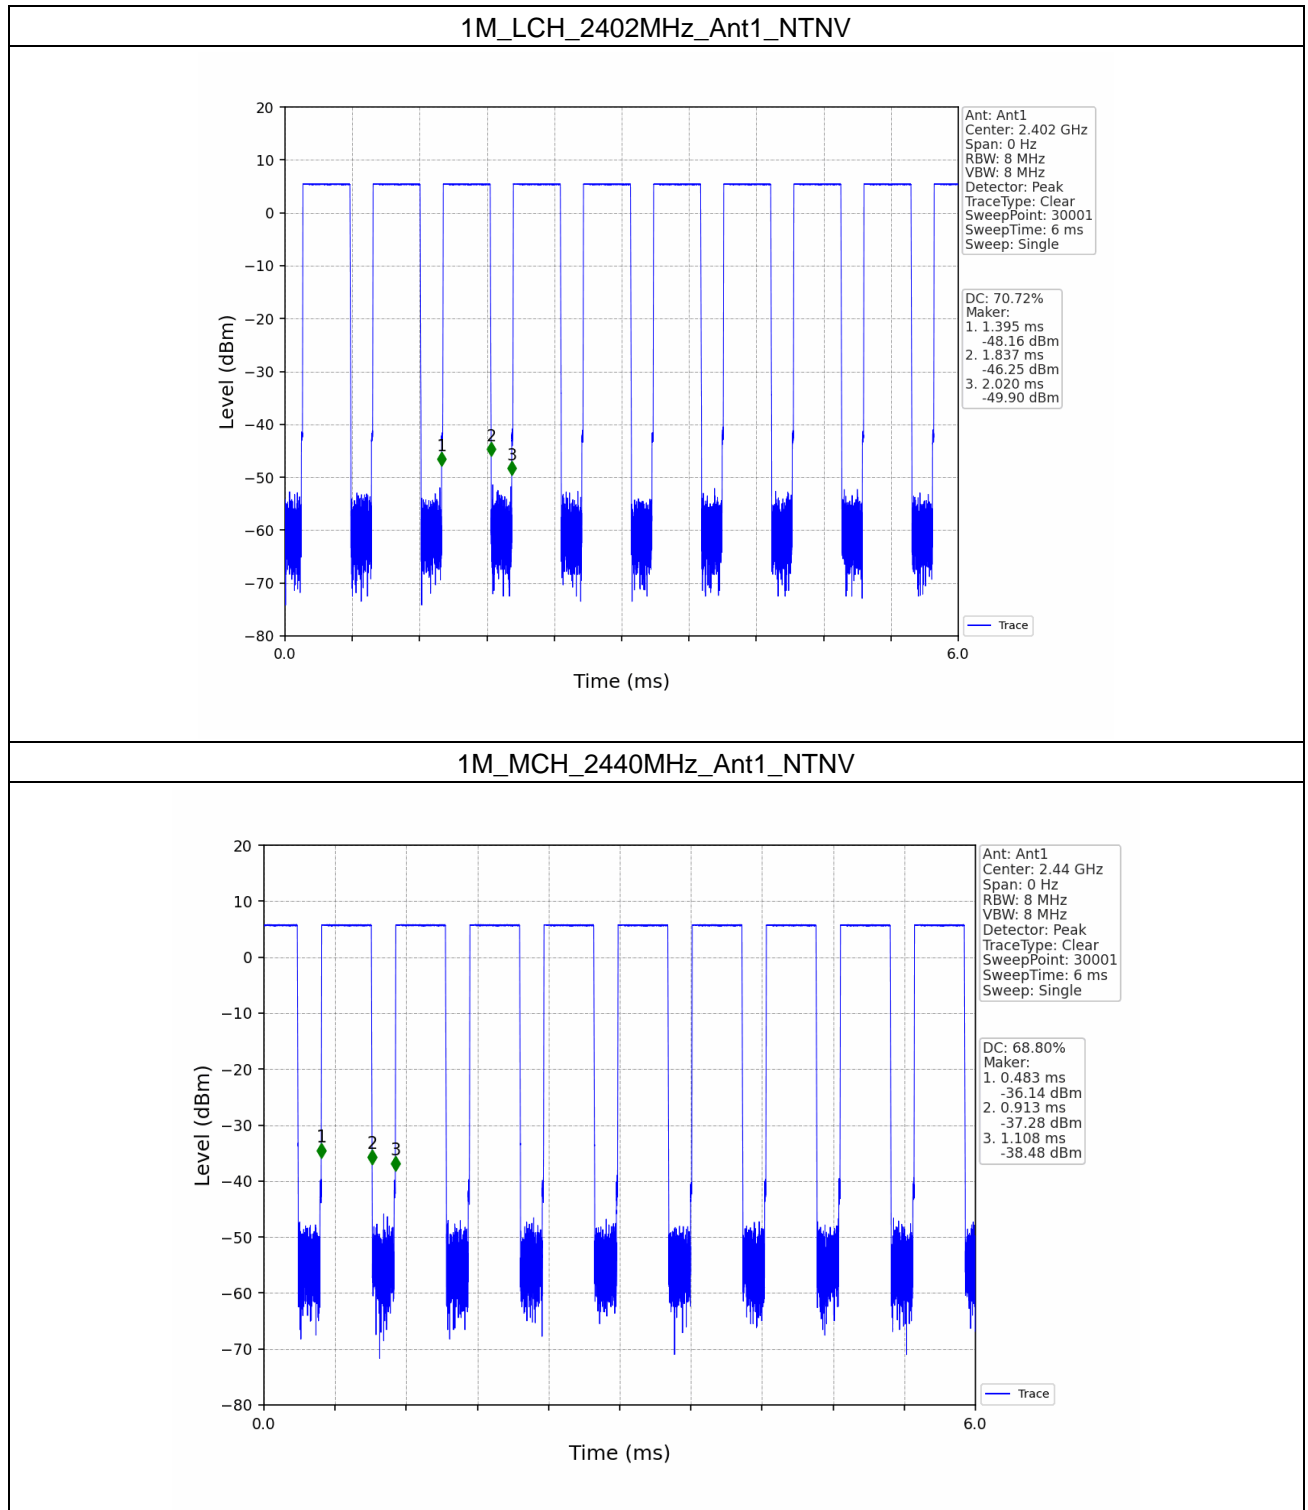 1M_LCH_2402MHz_Ant1_NTNV
20
10
0
−10
−20
−30
−40
−50
−60
−70
−80
Level (dBm)
0.0
6.0
Time (ms)
1
2
3
Ant: Ant1
Center: 2.402 GHz
Span: 0 Hz
RBW: 8 MHz
VBW: 8 MHz
Detector: Peak
TraceType: Clear
SweepPoint: 30001
SweepTime: 6 ms
Sweep: Single
DC: 70.72%
Maker:
1. 1.395 ms
-48.16 dBm
2. 1.837 ms
-46.25 dBm
3. 2.020 ms
-49.90 dBm
Trace
1M_MCH_2440MHz_Ant1_NTNV
20
10
0
−10
−20
−30
−40
−50
−60
−70
−80
Level (dBm)
0.0
6.0
Time (ms)
1
2
3
Ant: Ant1
Center: 2.44 GHz
Span: 0 Hz
RBW: 8 MHz
VBW: 8 MHz
Detector: Peak
TraceType: Clear
SweepPoint: 30001
SweepTime: 6 ms
Sweep: Single
DC: 68.80%
Maker:
1. 0.483 ms
-36.14 dBm
2. 0.913 ms
-37.28 dBm
3. 1.108 ms
-38.48 dBm
Trace